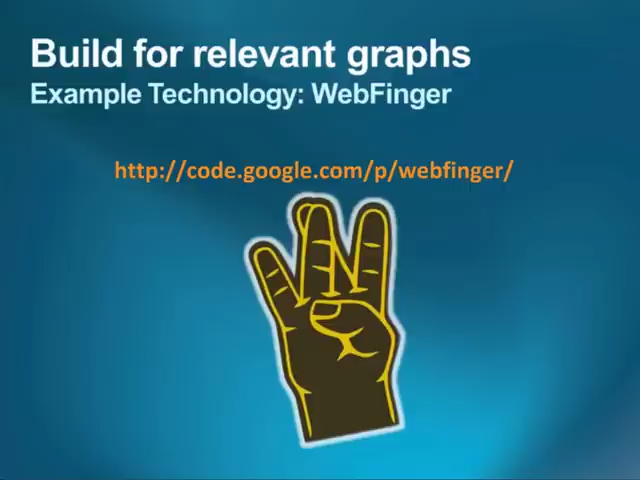 Build for relevant graphs
Example Technology: WebFinger
http://code.google.com/p/webfinger/